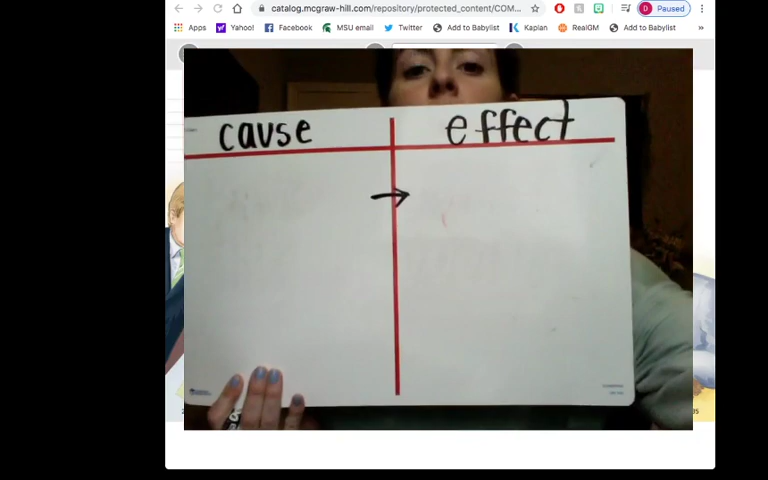 catalog.mcgraw-hill.com/repository/protected_content/COM...
D Paused
Apps Yahoo! Facebook MSU email Twitter Add to Babylist Kaplan RealGM Add to Babylist »
cause effect